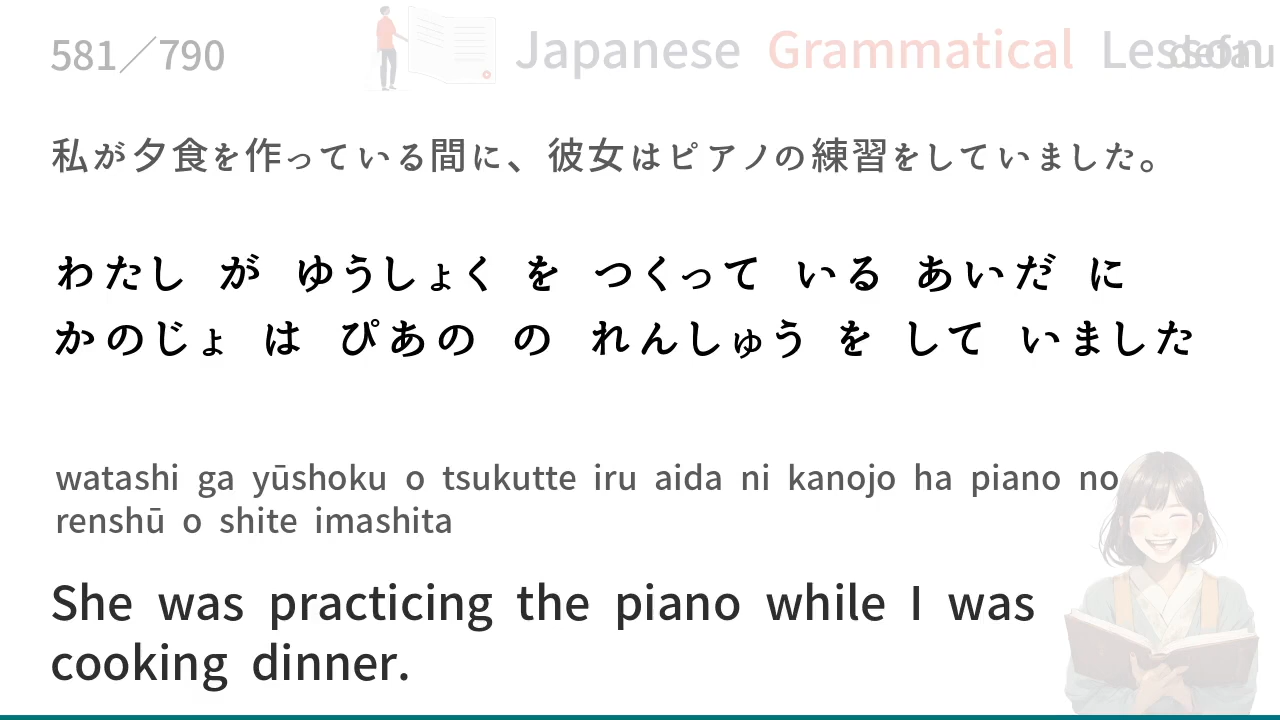 581／790
Japanese Grammatical Lesson
defau
私が夕食を作っている間に、彼女はピアノの練習をしていました。
わたし が ゆうしょく を つくって いる あいだ に
かのじょ は ぴあの の れんしゅう を して いました
watashi ga yūshoku o tsukutte iru aida ni kanojo ha piano no
renshū o shite imashita
She was practicing the piano while I was
cooking dinner.